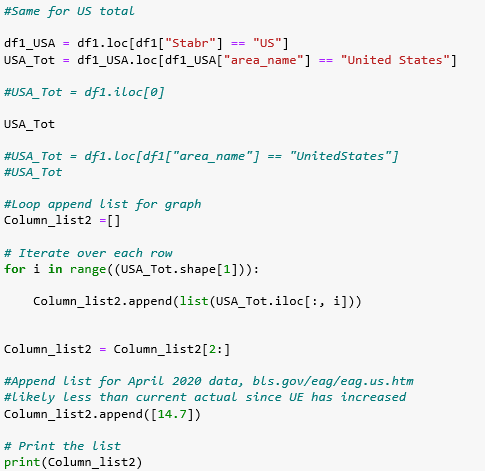 #Same for US total
df1_USA = df1.loc[df1["Stabr"] == "US"]
USA_Tot = df1_USA.loc[df1_USA["area_name"] == "United States"]
#USA_Tot = df1.iloc[0]
USA_Tot
#USA_Tot = df1.loc[df1["area_name"] == "UnitedStates"]
#USA_Tot
#Loop append list for graph
Column_list2 =[]
# Iterate over each row
for i in range((USA_Tot.shape[1])):
    Column_list2.append(list(USA_Tot.iloc[:, i]))
Column_list2 = Column_list2[2:]
#Append list for April 2020 data, bls.gov/eag/eag.us.htm
#likely less than current actual since UE has increased
Column_list2.append([14.7])
# Print the list
print(Column_list2)